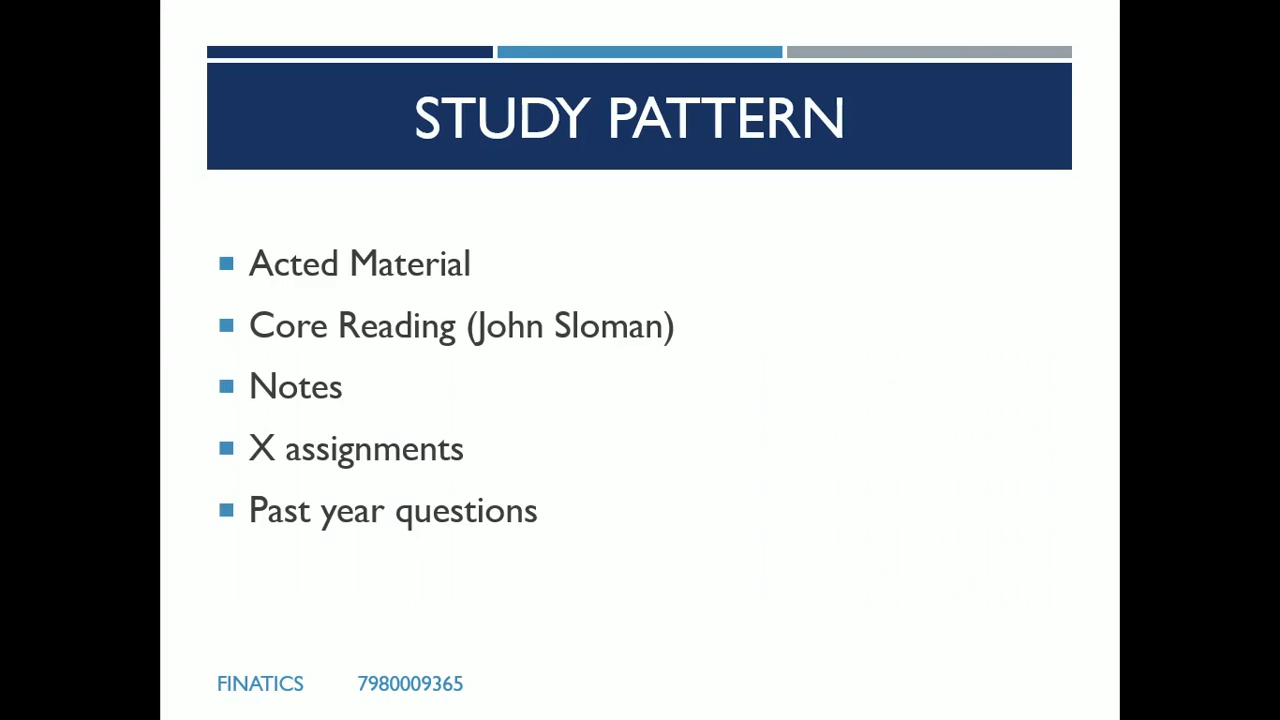 STUDY PATTERN
Acted Material
Core Reading (John Sloman)
Notes
X assignments
Past year questions
FINATICS 7980009365